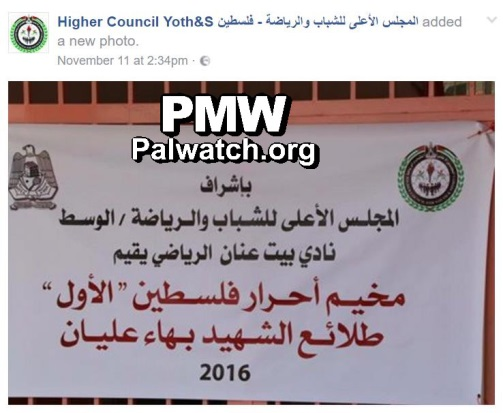 Higher Council Yoth&S المجلس الأعلى للشباب والرياضة - فلسطين added
a new photo.
November 11 at 2:34pm ·
PMW
Palwatch.org
باشراف
المجلس الأعلى للشباب والرياضة / الوسط
نادي بيت عنان الرياضي يقيم
مخيم أحرار فلسطين "الأول"
طلائع الشهيد بهاء عليان
2016